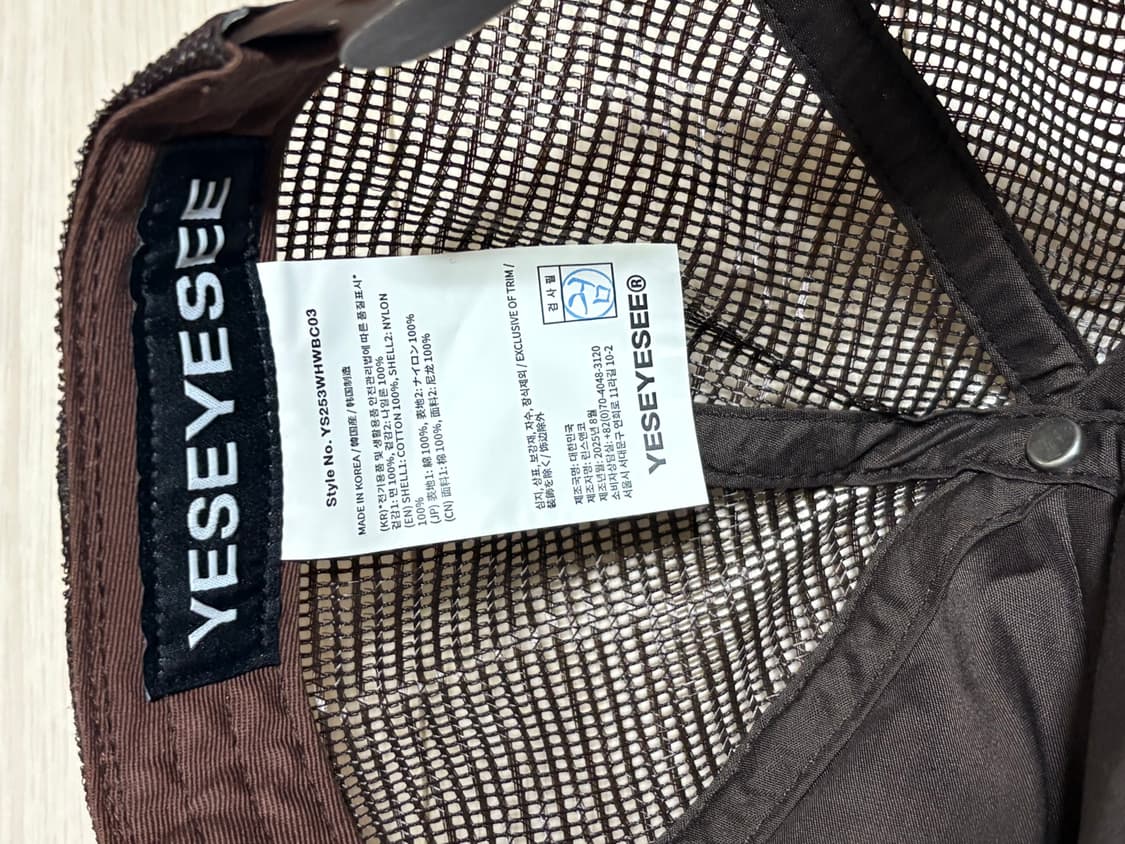 YESEYESEE
Style No. YS253WHWBC03
MADE IN KOREA / 韓国産 / 韩国制造
(KR)*전기용품 및 생활용품 안전관리법에 따른 품질표시*
겉감1: 면 100%, 겉감2: 나일론 100%
(EN) SHELL1: COTTON 100%, SHELL2: NYLON
100%
(JP) 表地1: 綿 100%, 表地2: ナイロン 100%
(CN) 面料1: 棉 100%, 面料2: 尼龙 100%
심지, 상표, 보강재, 자수, 장식제외 / EXCLUSIVE OF TRIM /
装飾を除く / 饰边除外
제조국명: 대한민국
제조자명: 린스앤코
제조년월: 2025년 8월
소비자상담실: +82(0)70-4048-3120
서울시 서대문구 연희로 11라길 10-2
검사필
검
YESEYESEE®